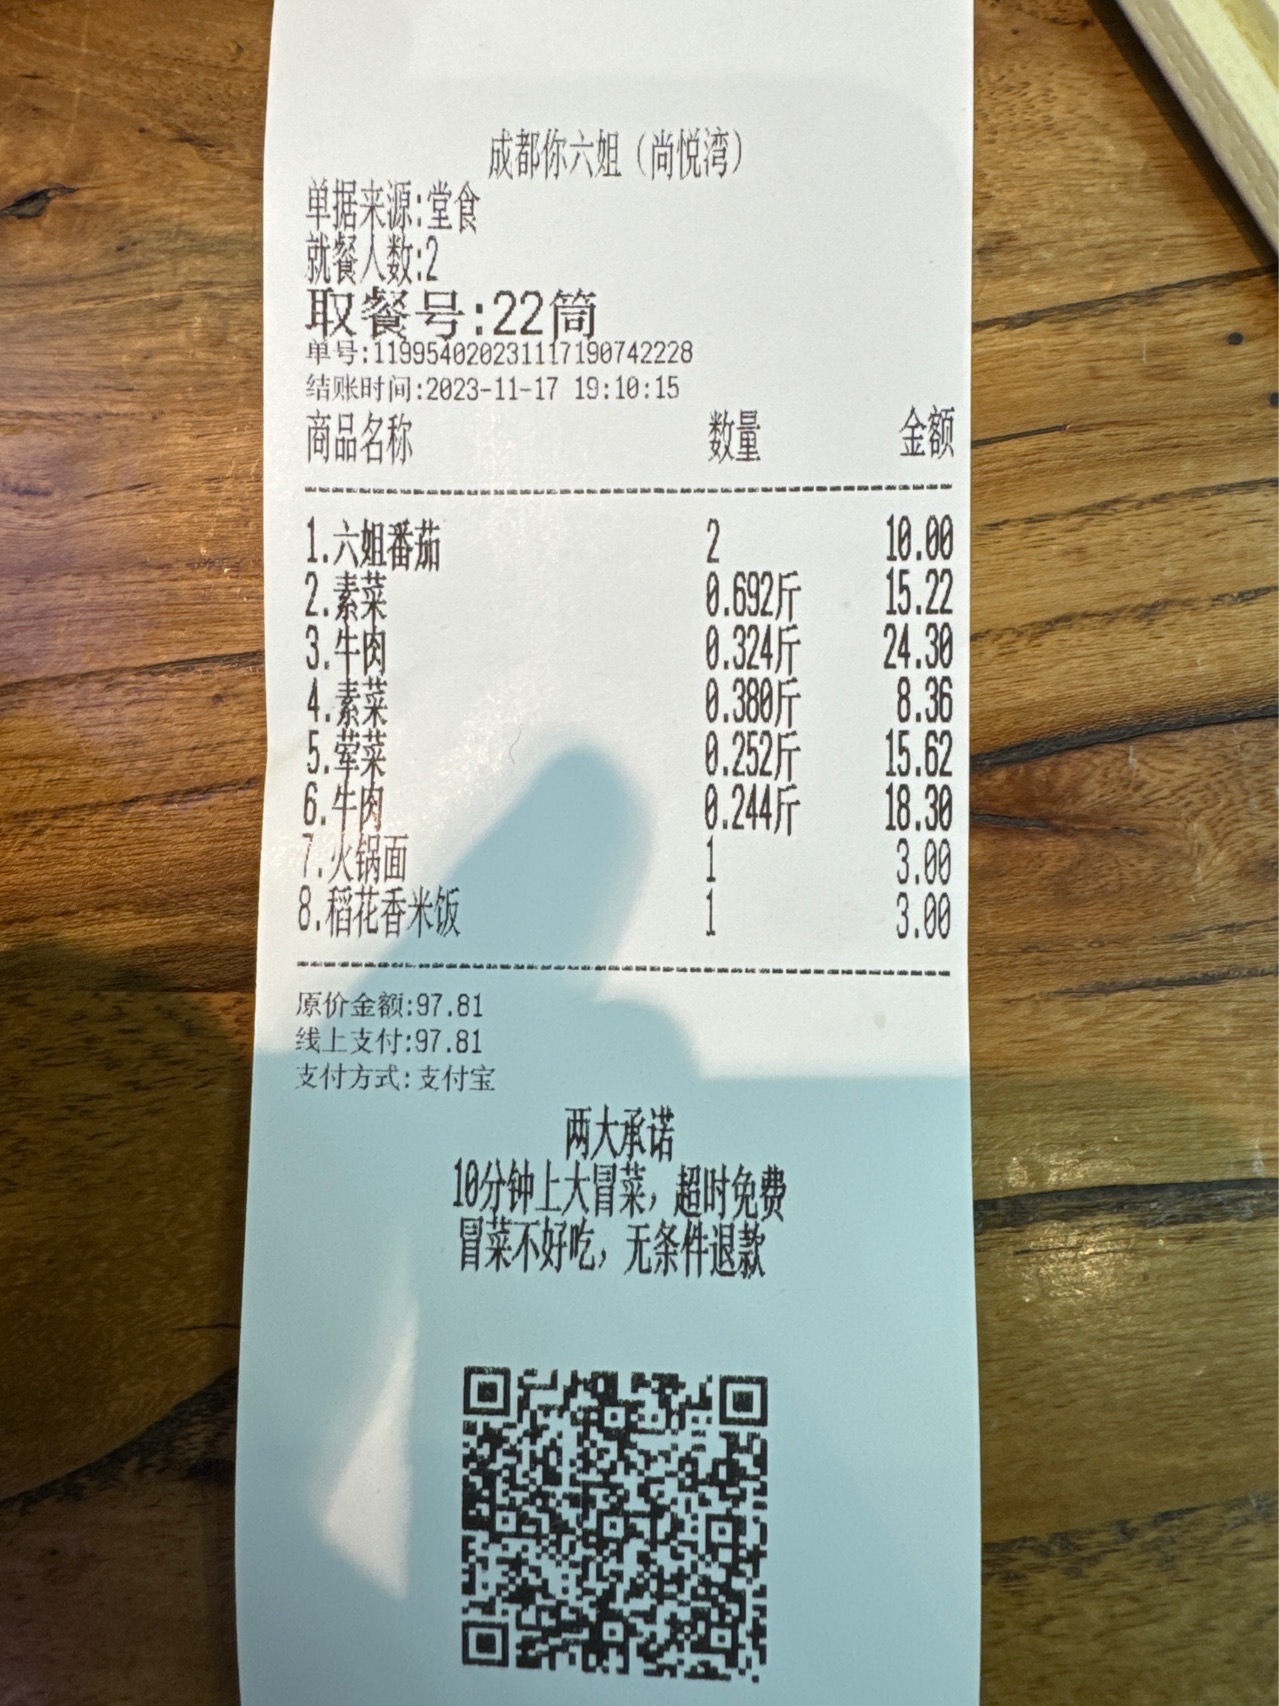 成都你六姐（尚悦湾）
单据来源:堂食
就餐人数:2
取餐号:22筒
单号:119954020231117190742228
结账时间:2023-11-17 19:10:15
商品名称 数量 金额
1.六姐番茄 2 10.00
2.素菜 0.692斤 15.22
3.牛肉 0.324斤 24.30
4.素菜 0.380斤 8.36
5.荤菜 0.252斤 15.62
6.牛肉 0.244斤 18.30
7.火锅面 1 3.00
8.稻花香米饭 1 3.00
原价金额:97.81
线上支付:97.81
支付方式:支付宝
两大承诺
10分钟上大冒菜，超时免费
冒菜不好吃，无条件退款